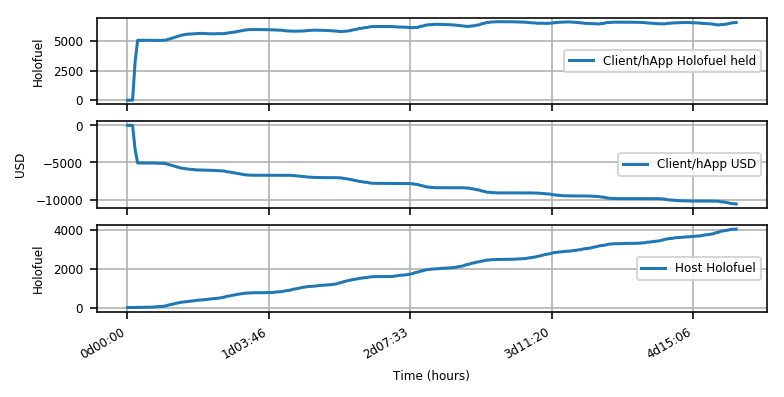 5000
2500
0
Holofuel
Client/hApp Holofuel held
0
−5000
−10000
USD
Client/hApp USD
4000
2000
0
Holofuel
Host Holofuel
0d00:00
1d03:46
2d07:33
3d11:20
4d15:06
Time (hours)